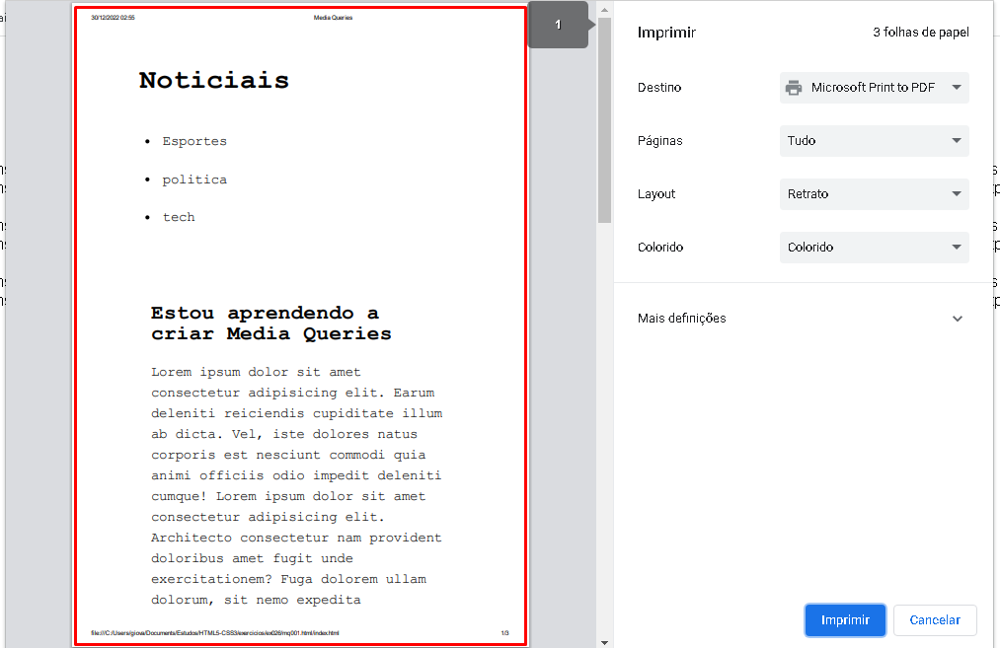 30/12/2022 02:55
Media Queries
Noticiais
Esportes
politica
tech
Estou aprendendo a
criar Media Queries
Lorem ipsum dolor sit amet
consectetur adipisicing elit. Earum
deleniti reiciendis cupiditate illum
ab dicta. Vel, iste dolores natus
corporis est nesciunt commodi quia
animi officiis odio impedit deleniti
cumque! Lorem ipsum dolor sit amet
consectetur adipisicing elit.
Architecto consectetur nam provident
doloribus amet fugit unde
exercitationem? Fuga dolorem ullam
dolorum, sit nemo expedita
file:///C:/Users/giova/Documents/Estudos/HTML5-CSS3/exercicios/ex026/mq001.html/index.html
1/3
1
Imprimir
3 folhas de papel
Destino
Microsoft Print to PDF
Páginas
Tudo
Layout
Retrato
Colorido
Colorido
Mais definições
Imprimir
Cancelar